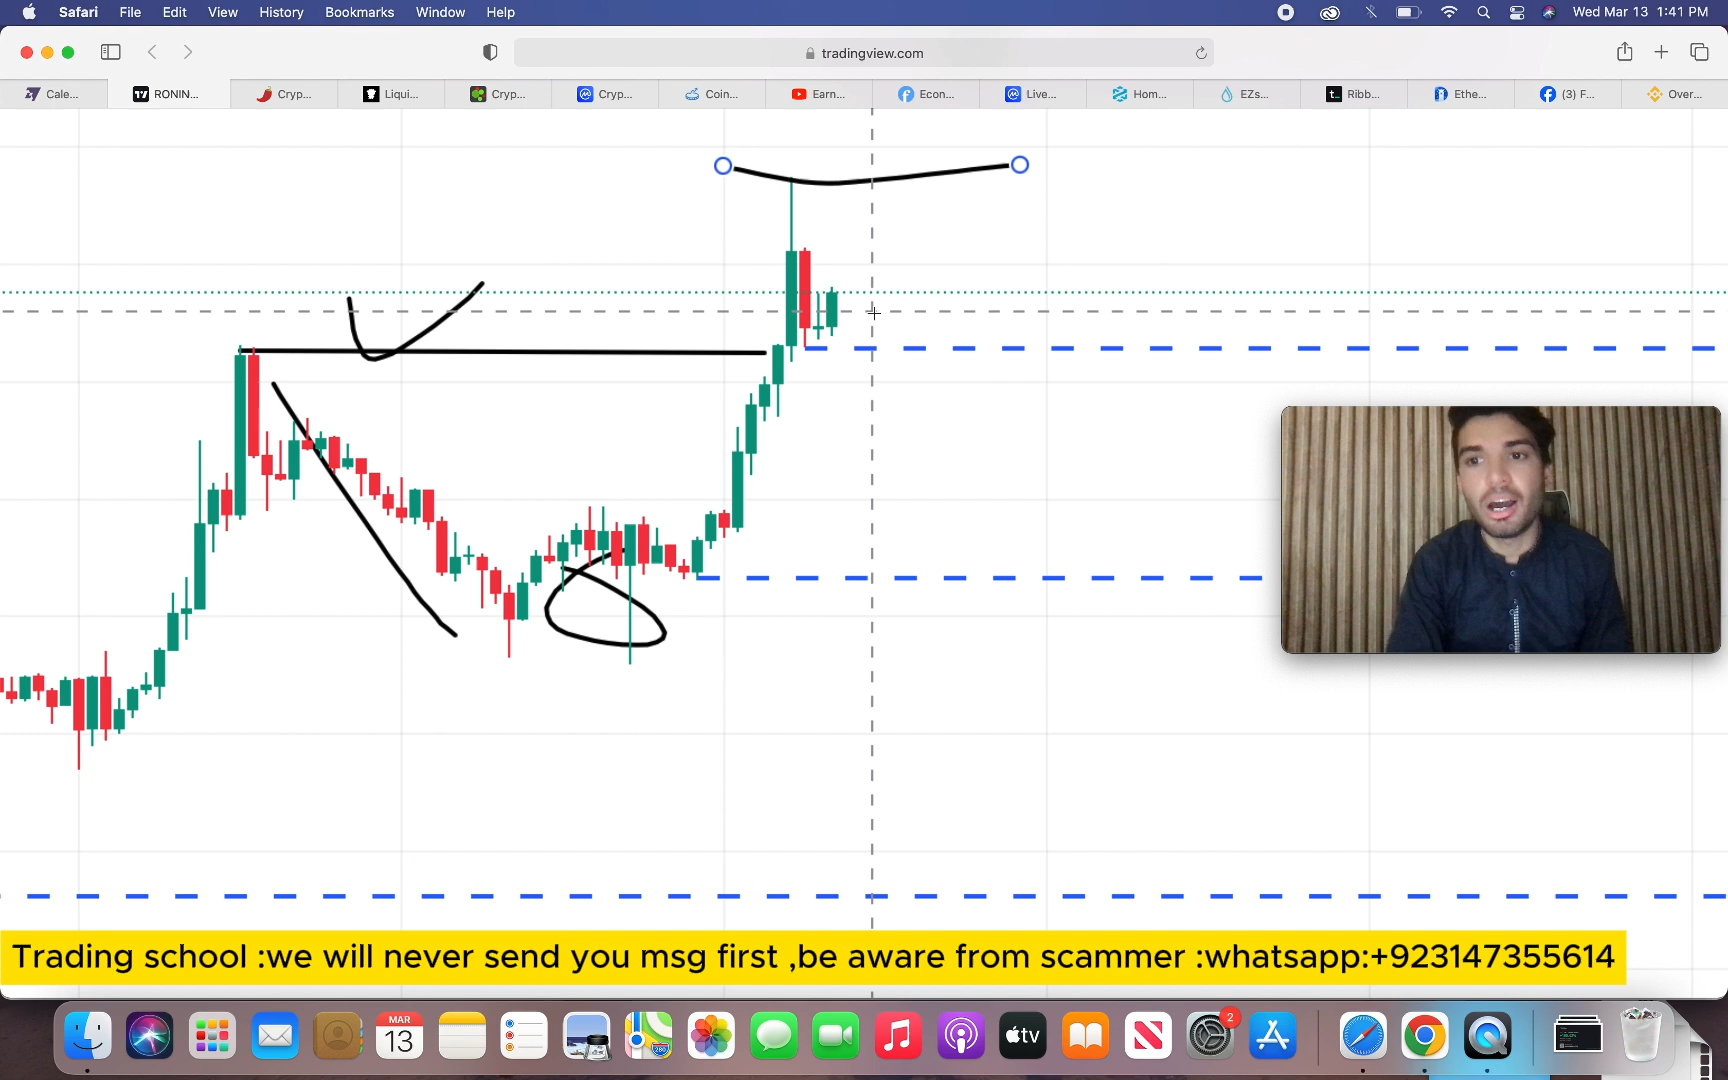 Safari File Edit View History Bookmarks Window Help Wed Mar 13 1:41 PM
tradingview.com
Cale... RONIN... Cryp... Liqui... Cryp... Cryp... Coin... Earn... Econ... Live... Hom... EZs... Ribb... Ethe... (3) F... Over...
Trading school :we will never send you msg first ,be aware from scammer :whatsapp:+923147355614
MAR
13
tv
2